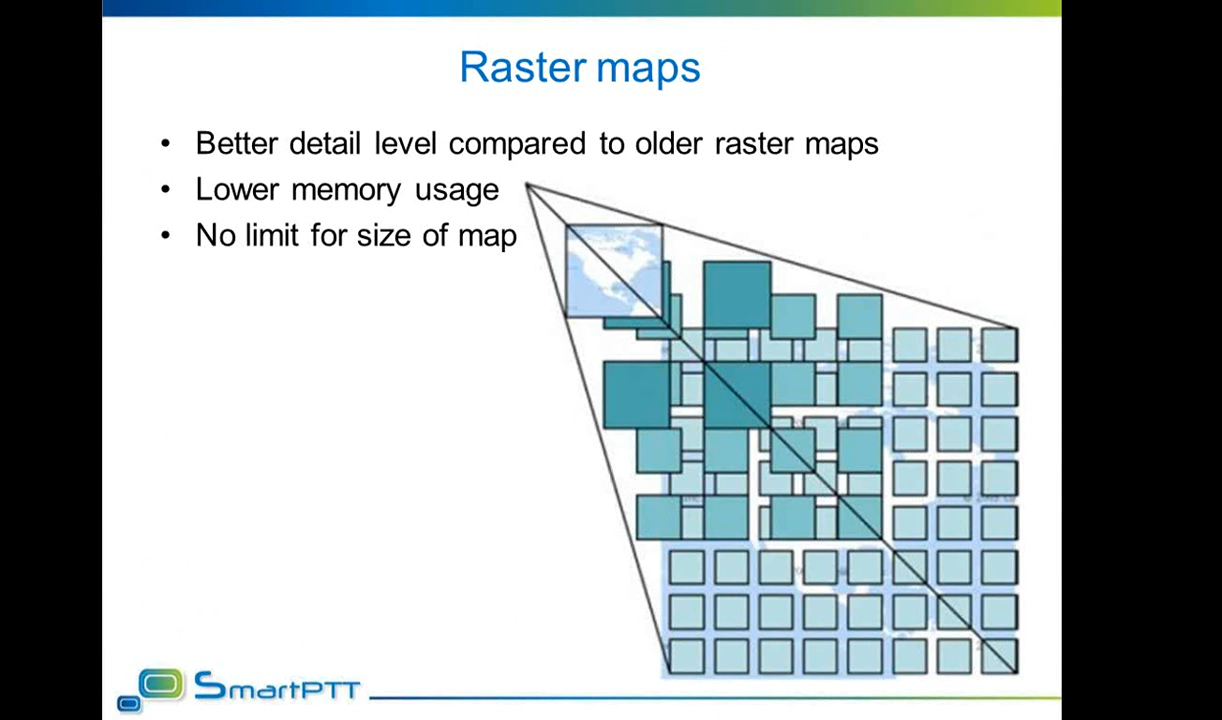 Raster maps
• Better detail level compared to older raster maps
• Lower memory usage
• No limit for size of map
SmartPTT